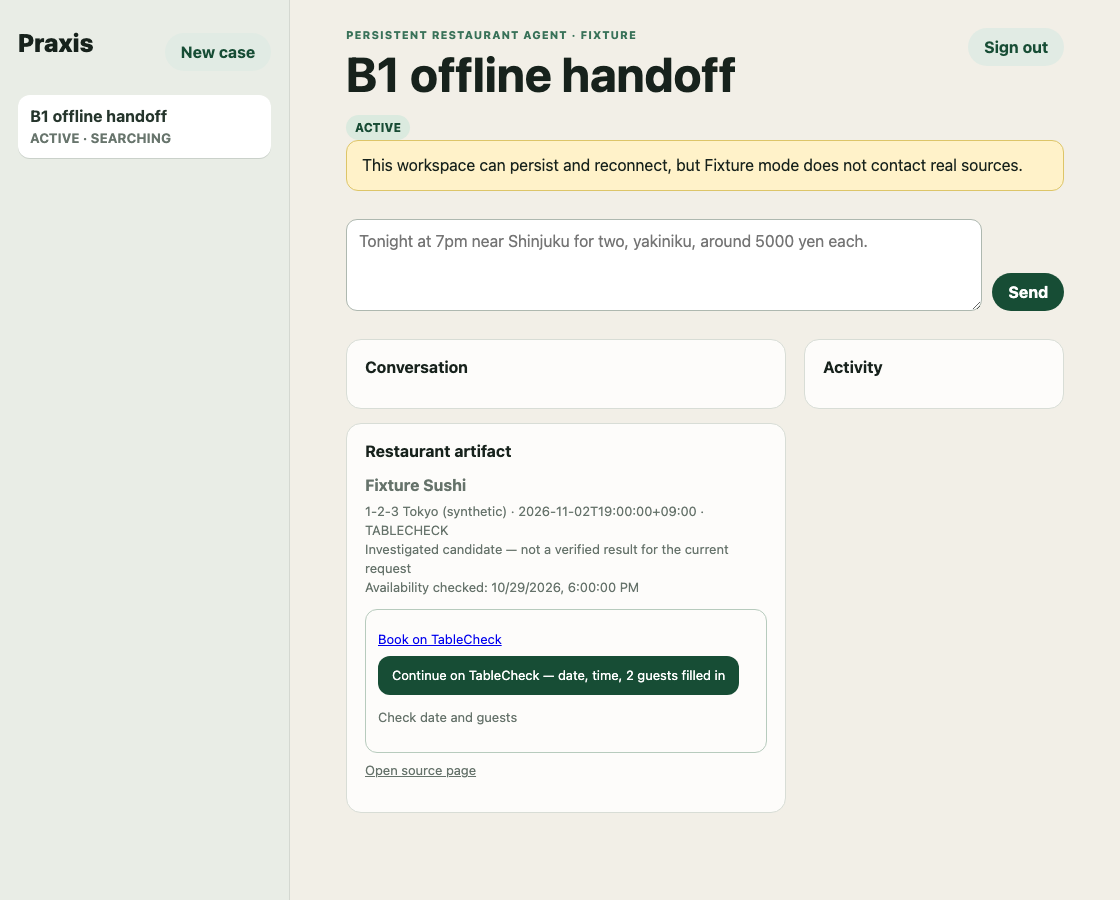 Praxis
New case
B1 offline handoff
ACTIVE · SEARCHING
PERSISTENT RESTAURANT AGENT · FIXTURE
B1 offline handoff
Sign out
ACTIVE
This workspace can persist and reconnect, but Fixture mode does not contact real sources.
Tonight at 7pm near Shinjuku for two, yakiniku, around 5000 yen each.
Send
Conversation
Activity
Restaurant artifact
Fixture Sushi
1-2-3 Tokyo (synthetic) · 2026-11-02T19:00:00+09:00 ·
TABLECHECK
Investigated candidate — not a verified result for the current
request
Availability checked: 10/29/2026, 6:00:00 PM
Book on TableCheck
Continue on TableCheck — date, time, 2 guests filled in
Check date and guests
Open source page